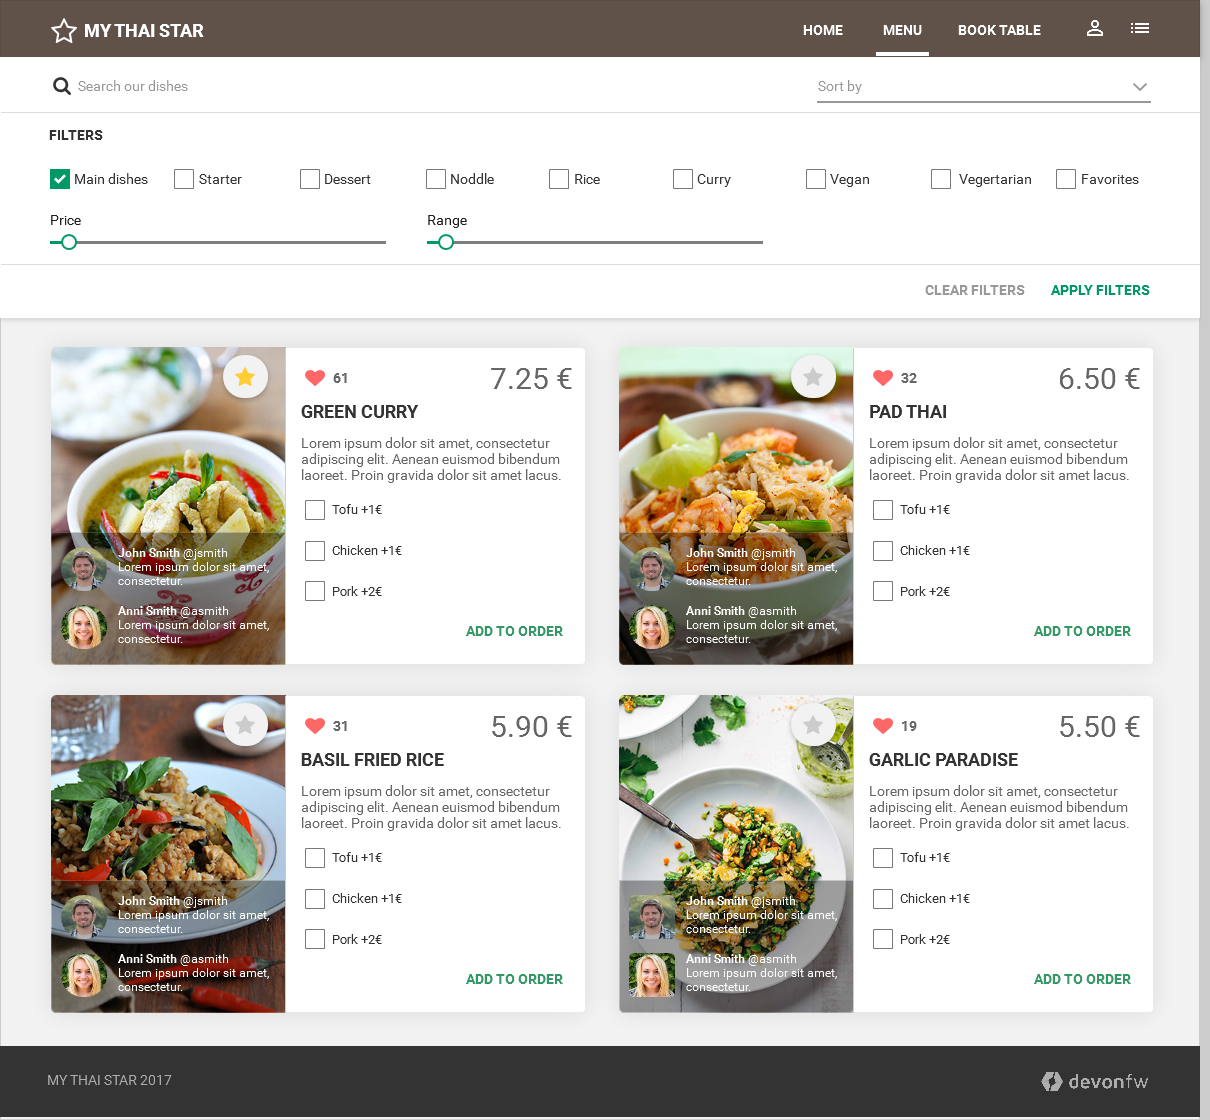 MY THAI STAR
HOME MENU BOOK TABLE
Search our dishes
Sort by
FILTERS
Main dishes Starter Dessert Noddle Rice Curry Vegan Vegertarian Favorites
Price Range
CLEAR FILTERS APPLY FILTERS
61 7.25 €
GREEN CURRY
Lorem ipsum dolor sit amet, consectetur
adipiscing elit. Aenean euismod bibendum
laoreet. Proin gravida dolor sit amet lacus.
Tofu +1€
Chicken +1€
Pork +2€
John Smith @jsmith
Lorem ipsum dolor sit amet,
consectetur.
Anni Smith @asmith
Lorem ipsum dolor sit amet,
consectetur.
ADD TO ORDER
32 6.50 €
PAD THAI
Lorem ipsum dolor sit amet, consectetur
adipiscing elit. Aenean euismod bibendum
laoreet. Proin gravida dolor sit amet lacus.
Tofu +1€
Chicken +1€
Pork +2€
John Smith @jsmith
Lorem ipsum dolor sit amet,
consectetur.
Anni Smith @asmith
Lorem ipsum dolor sit amet,
consectetur.
ADD TO ORDER
31 5.90 €
BASIL FRIED RICE
Lorem ipsum dolor sit amet, consectetur
adipiscing elit. Aenean euismod bibendum
laoreet. Proin gravida dolor sit amet lacus.
Tofu +1€
Chicken +1€
Pork +2€
John Smith @jsmith
Lorem ipsum dolor sit amet,
consectetur.
Anni Smith @asmith
Lorem ipsum dolor sit amet,
consectetur.
ADD TO ORDER
19 5.50 €
GARLIC PARADISE
Lorem ipsum dolor sit amet, consectetur
adipiscing elit. Aenean euismod bibendum
laoreet. Proin gravida dolor sit amet lacus.
Tofu +1€
Chicken +1€
Pork +2€
John Smith @jsmith
Lorem ipsum dolor sit amet,
consectetur.
Anni Smith @asmith
Lorem ipsum dolor sit amet,
consectetur.
ADD TO ORDER
MY THAI STAR 2017
devonfw